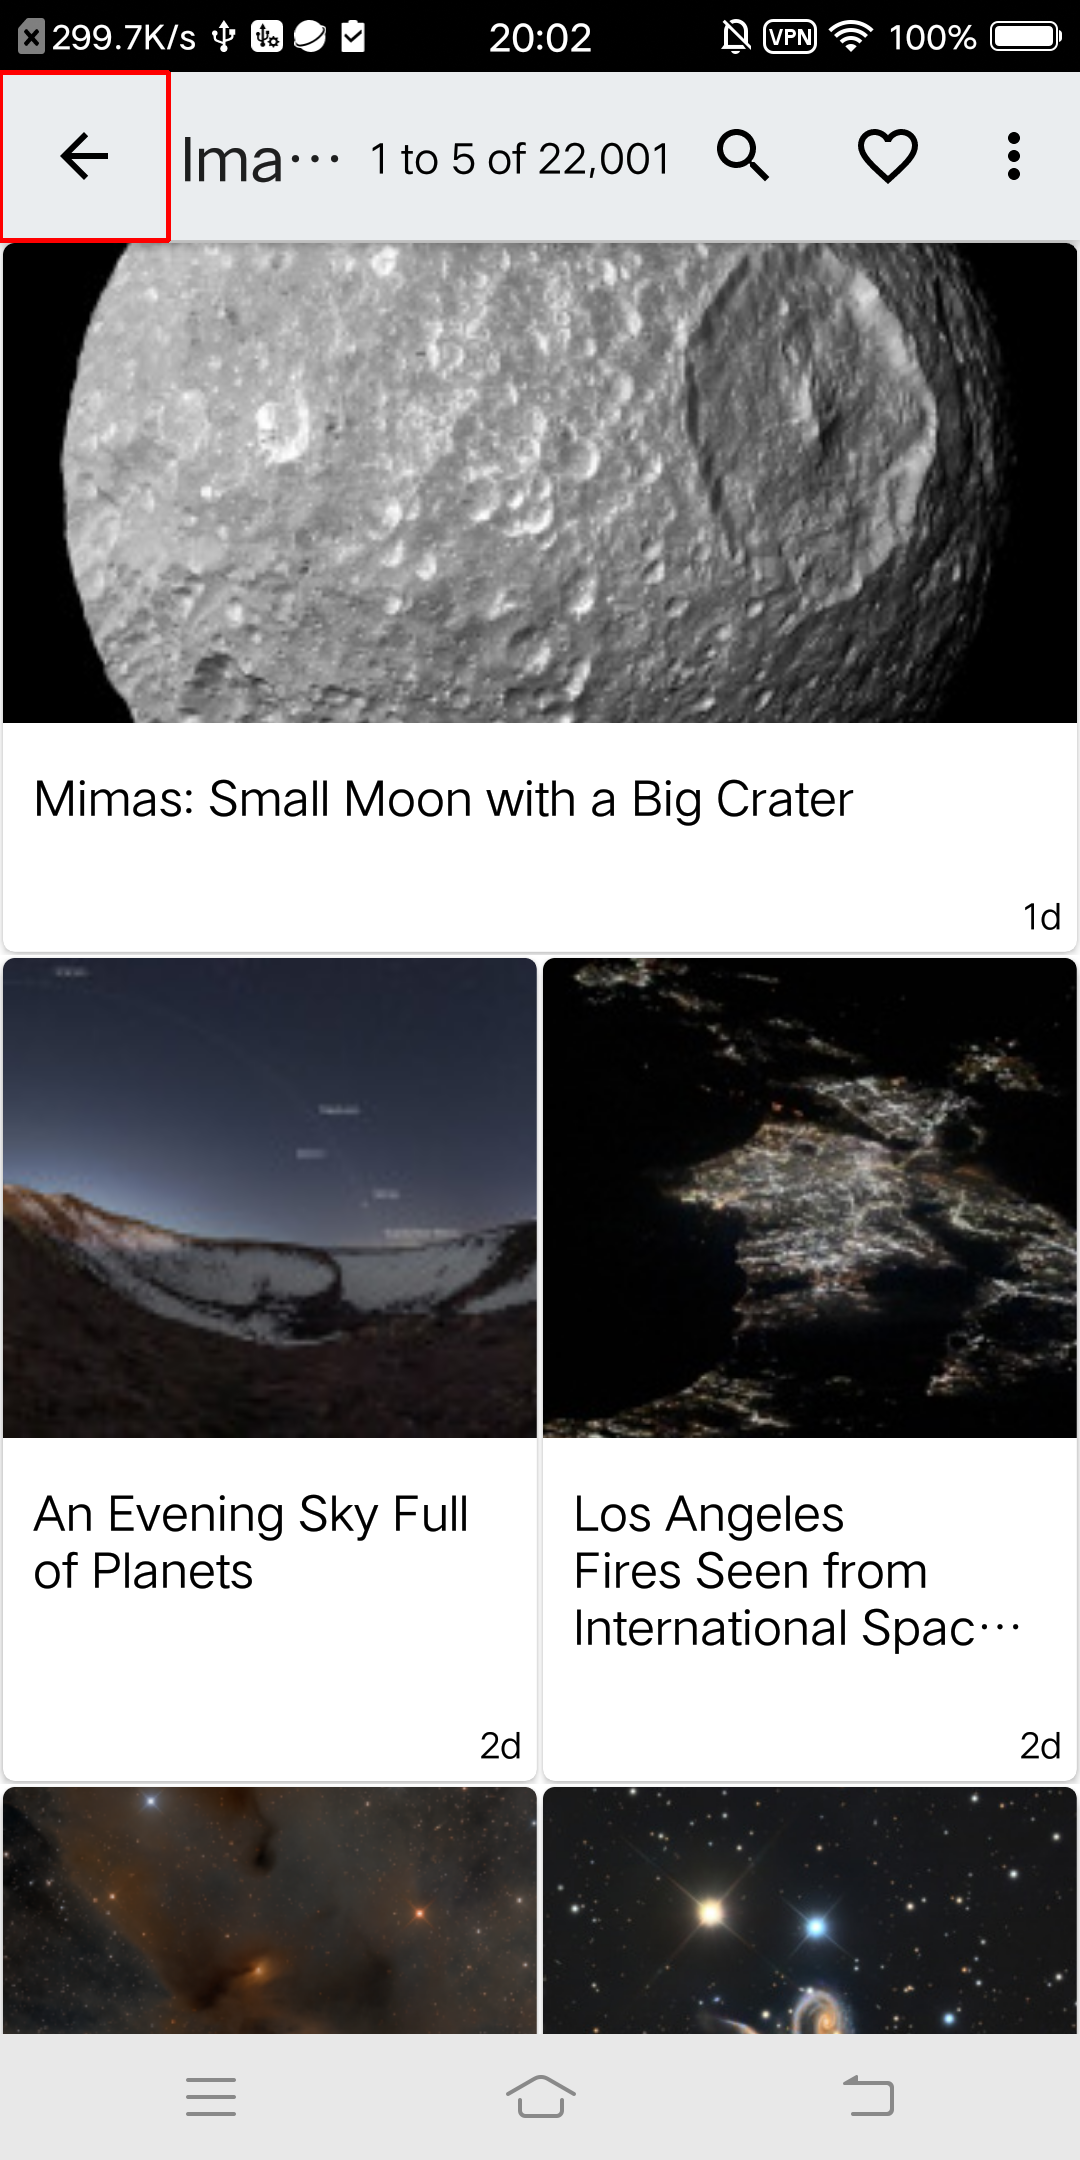 299.7K/s
20:02
VPN
100%
Ima···
1 to 5 of 22,001
Mimas: Small Moon with a Big Crater
1d
An Evening Sky Full
of Planets
2d
Los Angeles
Fires Seen from
International Spac···
2d